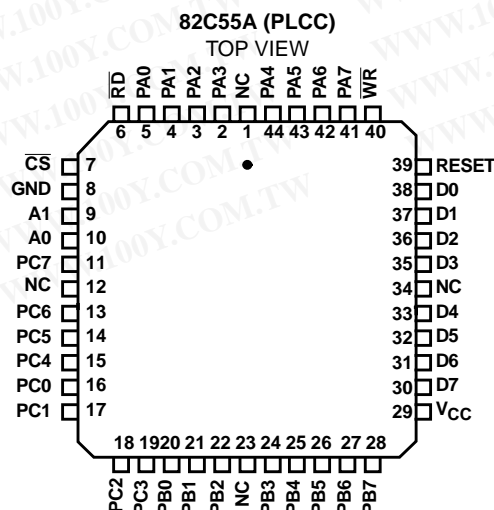 82C55A (PLCC)
TOP VIEW
RD PA0 PA1 PA2 PA3 NC PA4 PA5 PA6 PA7 WR
6 5 4 3 2 1 44 43 42 41 40
CS 7
GND 8
A1 9
A0 10
PC7 11
NC 12
PC6 13
PC5 14
PC4 15
PC0 16
PC1 17
39 RESET
38 D0
37 D1
36 D2
35 D3
34 NC
33 D4
32 D5
31 D6
30 D7
29 VCC
18 19 20 21 22 23 24 25 26 27 28
PC2 PC3 PB0 PB1 PB2 NC PB3 PB4 PB5 PB6 PB7
WWW.100Y.COM.TW